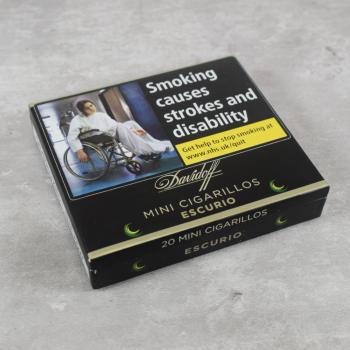 Smoking
causes
strokes and
disability
Get help to stop smoking at
www.nhs.uk/quit
Davidoff
MINI CIGARILLOS
ESCURIO
20 MINI CIGARILLOS
ESCURIO